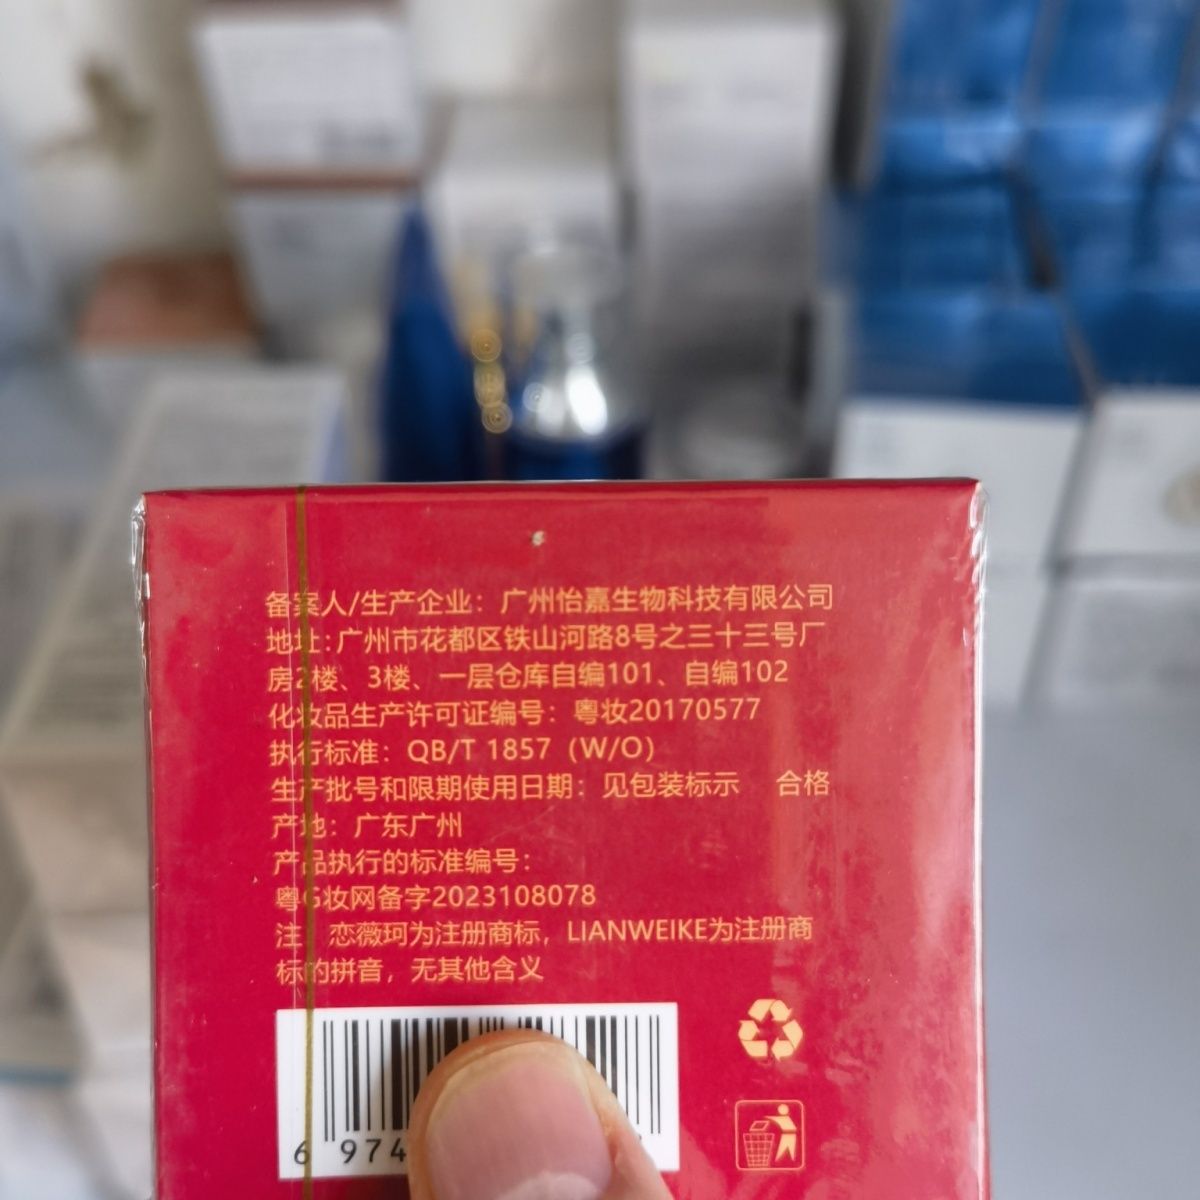 备案人/生产企业：广州怡嘉生物科技有限公司
地址：广州市花都区铁山河路8号之三十三号厂
房2楼、3楼、一层仓库自编101、自编102
化妆品生产许可证编号：粤妆20170577
执行标准：QB/T 1857（W/O）
生产批号和限期使用日期：见包装标示 合格
产地：广东广州
产品执行的标准编号：
粤G妆网备字2023108078
注：恋薇珂为注册商标，LIANWEIKE为注册商
标的拼音，无其他含义
6 974